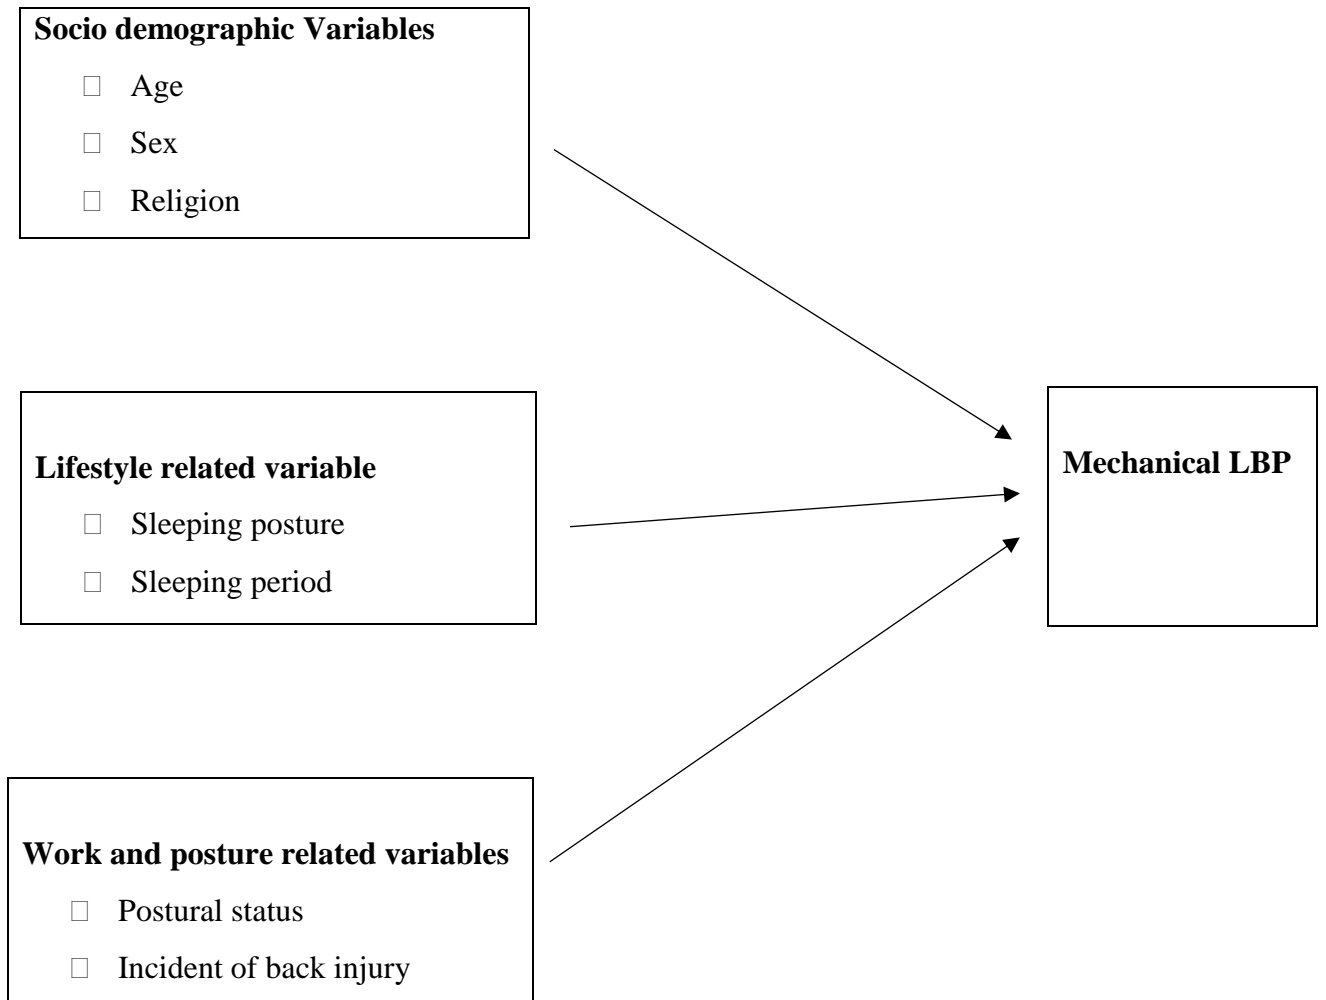 Socio demographic Variables
Age
Sex
Religion
Lifestyle related variable
Sleeping posture
Sleeping period
Mechanical LBP
Work and posture related variables
Postural status
Incident of back injury